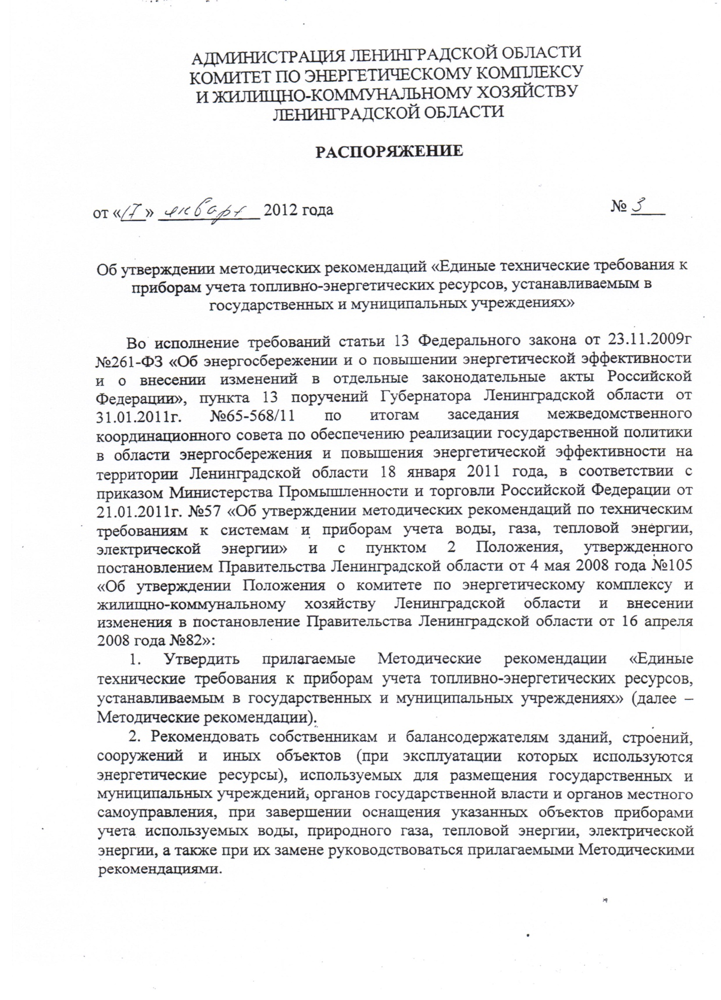 АДМИНИСТРАЦИЯ ЛЕНИНГРАДСКОЙ ОБЛАСТИ
КОМИТЕТ ПО ЭНЕРГЕТИЧЕСКОМУ КОМПЛЕКСУ
И ЖИЛИЩНО-КОММУНАЛЬНОМУ ХОЗЯЙСТВУ
ЛЕНИНГРАДСКОЙ ОБЛАСТИ
РАСПОРЯЖЕНИЕ
от «17» января 2012 года № 3
Об утверждении методических рекомендаций «Единые технические требования к
приборам учета топливно-энергетических ресурсов, устанавливаемым в
государственных и муниципальных учреждениях»
Во исполнение требований статьи 13 Федерального закона от 23.11.2009г
№261-ФЗ «Об энергосбережении и о повышении энергетической эффективности
и о внесении изменений в отдельные законодательные акты Российской
Федерации», пункта 13 поручений Губернатора Ленинградской области от
31.01.2011г. №65-568/11 по итогам заседания межведомственного
координационного совета по обеспечению реализации государственной политики
в области энергосбережения и повышения энергетической эффективности на
территории Ленинградской области 18 января 2011 года, в соответствии с
приказом Министерства Промышленности и торговли Российской Федерации от
21.01.2011г. №57 «Об утверждении методических рекомендаций по техническим
требованиям к системам и приборам учета воды, газа, тепловой энергии,
электрической энергии» и с пунктом 2 Положения, утвержденного
постановлением Правительства Ленинградской области от 4 мая 2008 года №105
«Об утверждении Положения о комитете по энергетическому комплексу и
жилищно-коммунальному хозяйству Ленинградской области и внесении
изменения в постановление Правительства Ленинградской области от 16 апреля
2008 года №82»:
1. Утвердить прилагаемые Методические рекомендации «Единые
технические требования к приборам учета топливно-энергетических ресурсов,
устанавливаемым в государственных и муниципальных учреждениях» (далее –
Методические рекомендации).
2. Рекомендовать собственникам и балансодержателям зданий, строений,
сооружений и иных объектов (при эксплуатации которых используются
энергетические ресурсы), используемых для размещения государственных и
муниципальных учреждений, органов государственной власти и органов местного
самоуправления, при завершении оснащения указанных объектов приборами
учета используемых воды, природного газа, тепловой энергии, электрической
энергии, а также при их замене руководствоваться прилагаемыми Методическими
рекомендациями.